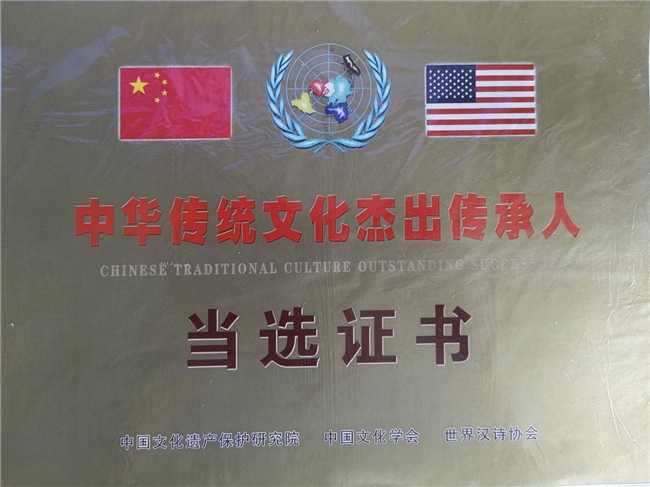 中华传统文化杰出传承人
CHINESE TRADITIONAL CULTURE OUTSTANDING SUCCESSOR
当选证书
中国文化遗产保护研究院 中国文化学会 世界汉诗协会